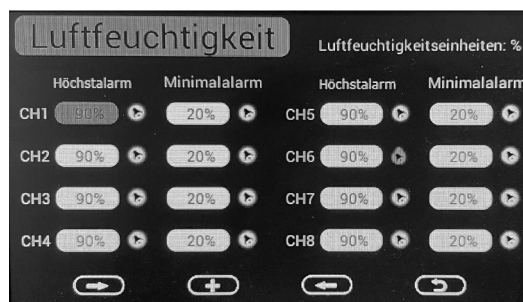 Luftfeuchtigkeit
Luftfeuchtigkeitseinheiten: %
Höchstalarm Minimalalarm Höchstalarm Minimalalarm
CH1 90% 20% CH5 90% 20%
CH2 90% 20% CH6 90% 20%
CH3 90% 20% CH7 90% 20%
CH4 90% 20% CH8 90% 20%